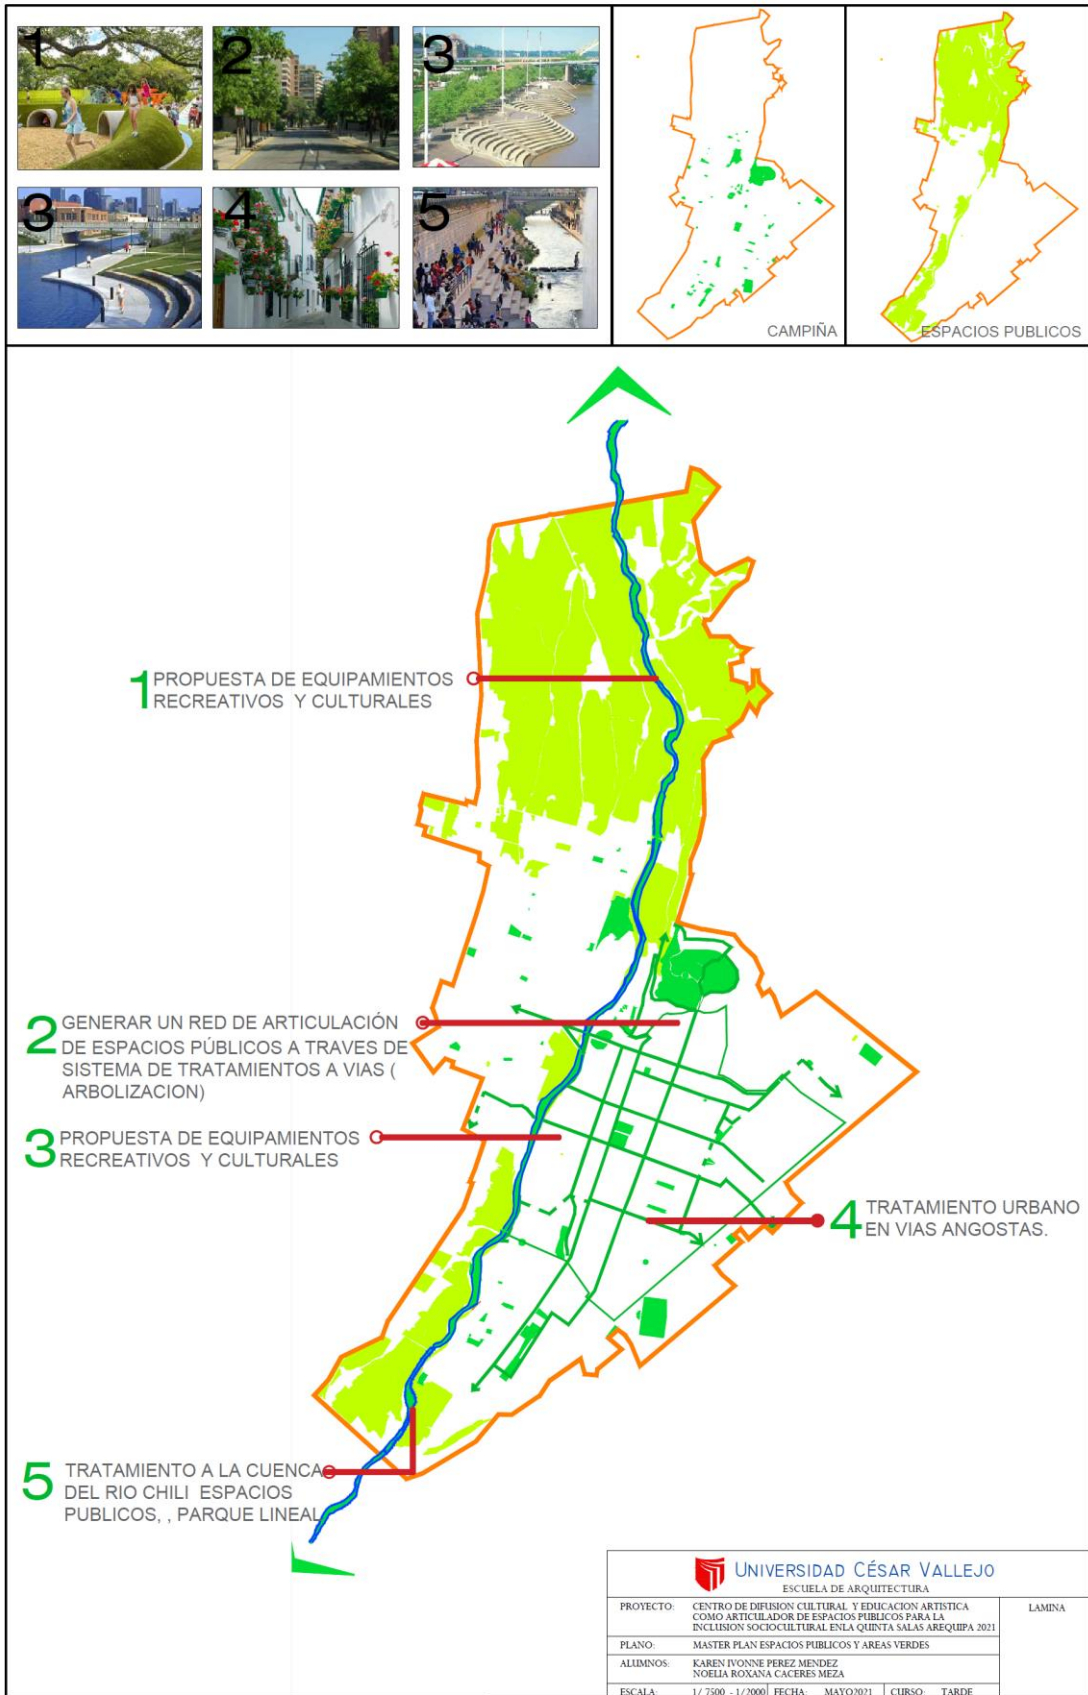 1
2
3
3
4
5
CAMPIÑA
ESPACIOS PUBLICOS
1 PROPUESTA DE EQUIPAMIENTOS
RECREATIVOS Y CULTURALES
2 GENERAR UN RED DE ARTICULACIÓN
DE ESPACIOS PÚBLICOS A TRAVES DE
SISTEMA DE TRATAMIENTOS A VIAS (
ARBOLIZACION)
3 PROPUESTA DE EQUIPAMIENTOS
RECREATIVOS Y CULTURALES
4 TRATAMIENTO URBANO
EN VIAS ANGOSTAS.
5 TRATAMIENTO A LA CUENCA
DEL RIO CHILI ESPACIOS
PUBLICOS, , PARQUE LINEAL
UNIVERSIDAD CÉSAR VALLEJO
ESCUELA DE ARQUITECTURA
PROYECTO: CENTRO DE DIFUSION CULTURAL Y EDUCACION ARTISTICA
COMO ARTICULADOR DE ESPACIOS PUBLICOS PARA LA
INCLUSION SOCIOCULTURAL ENLA QUINTA SALAS AREQUIPA 2021
LAMINA
PLANO: MASTER PLAN ESPACIOS PUBLICOS Y AREAS VERDES
ALUMNOS: KAREN IVONNE PEREZ MENDEZ
NOELIA ROXANA CACERES MEZA
ESCALA: 1/ 7500 - 1/2000 FECHA: MAYO2021 CURSO: TARDE